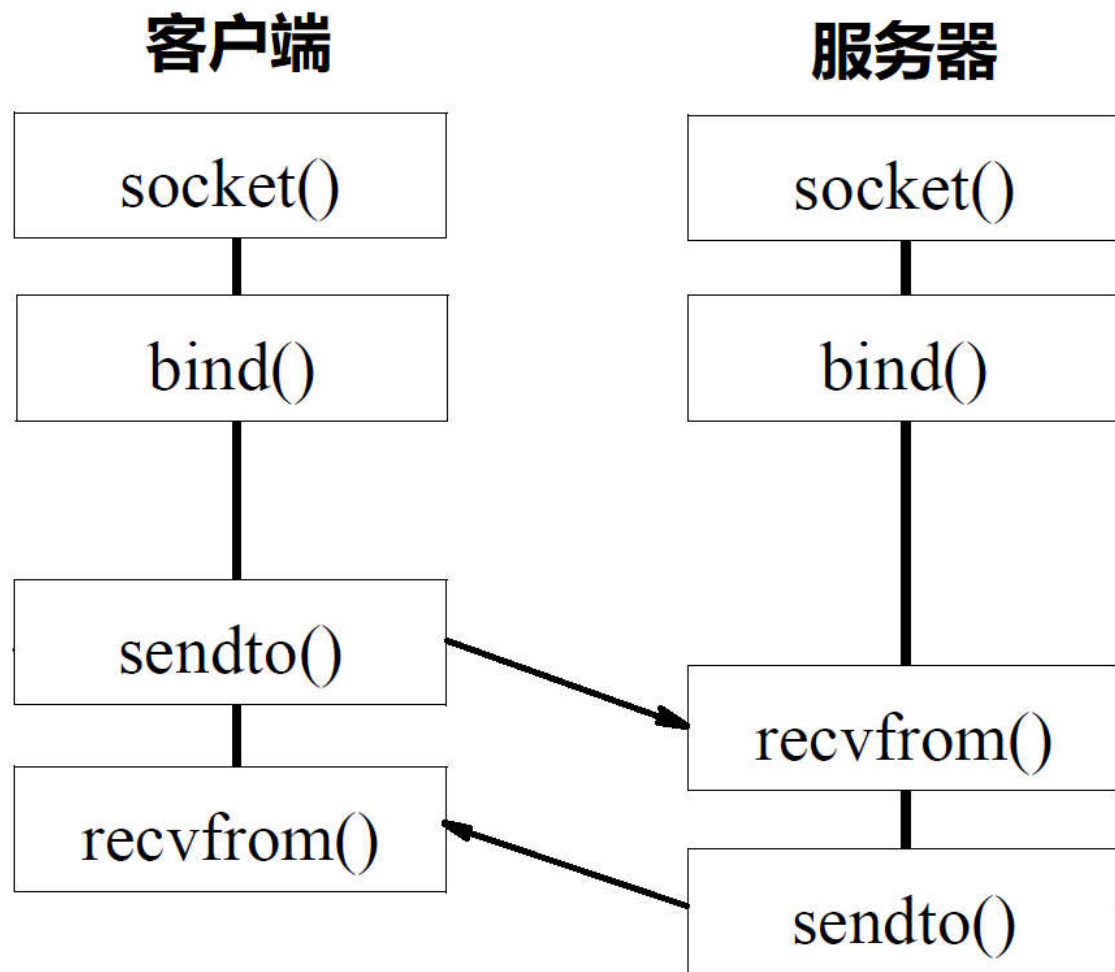 客户端
socket()
bind()
sendto()
recvfrom()
服务器
socket()
bind()
recvfrom()
sendto()